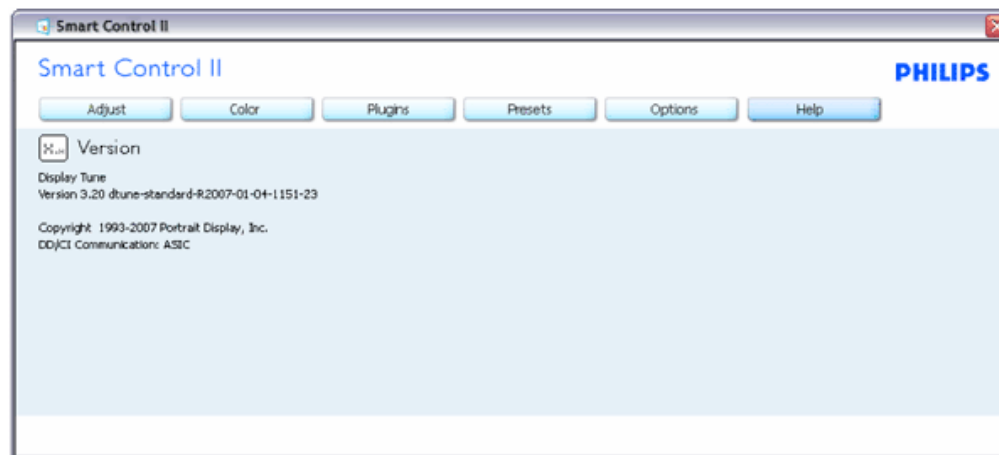 Smart Control II
Smart Control II
PHILIPS
Adjust Color Plugins Presets Options Help
Version
Display Tune
Version 3.20 dtune-standard-R2007-01-04-1151-23
Copyright 1993-2007 Portrait Display, Inc.
DD/CI Communication: ASIC